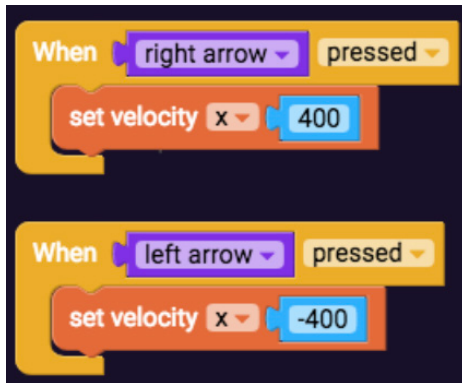 When right arrow pressed
set velocity x 400
When left arrow pressed
set velocity x -400